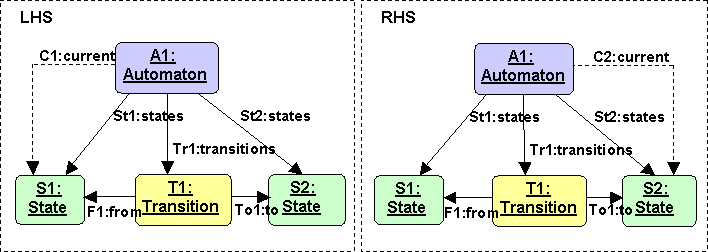 LHS
C1:current
A1:
Automaton
St1:states
St2:states
Tr1:transitions
S1:
State
F1:from
T1:
Transition
To1:to
S2:
State
RHS
A1:
Automaton
C2:current
St1:states
St2:states
Tr1:transitions
S1:
State
F1:from
T1:
Transition
To1:to
S2:
State